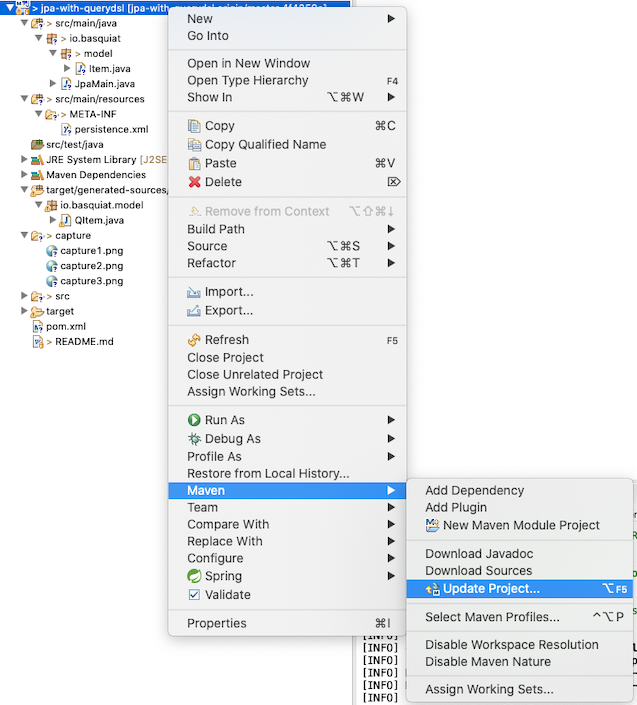 > jpa-with-querydsl [jpa-with-querydsl origin/master
> src/main/java
> io.basquiat
> model
> Item.java
> JpaMain.java
> src/main/resources
> META-INF
persistence.xml
src/test/java
JRE System Library [J2SE
Maven Dependencies
target/generated-sources/
io.basquiat.model
QItem.java
> capture
capture1.png
capture2.png
capture3.png
> src
target
pom.xml
> README.md
New
Go Into
Open in New Window
Open Type Hierarchy F4
Show In ⌥⌘W
Copy ⌘C
Copy Qualified Name
Paste ⌘V
Delete ⌦
Remove from Context ⌥⇧⌘↓
Build Path
Source ⌥⌘S
Refactor ⌥⌘T
Import...
Export...
Refresh F5
Close Project
Close Unrelated Project
Assign Working Sets...
Run As
Debug As
Profile As
Restore from Local History...
Maven
Team
Compare With
Replace With
Configure
Spring
Validate
Properties ⌘I
Add Dependency
Add Plugin
New Maven Module Project
Download Javadoc
Download Sources
Update Project... ⌥F5
Select Maven Profiles... ^⌥P
Disable Workspace Resolution
Disable Maven Nature
Assign Working Sets...
[INFO]
[INFO]
[INFO]
[INFO]
[INFO]
[INFO]